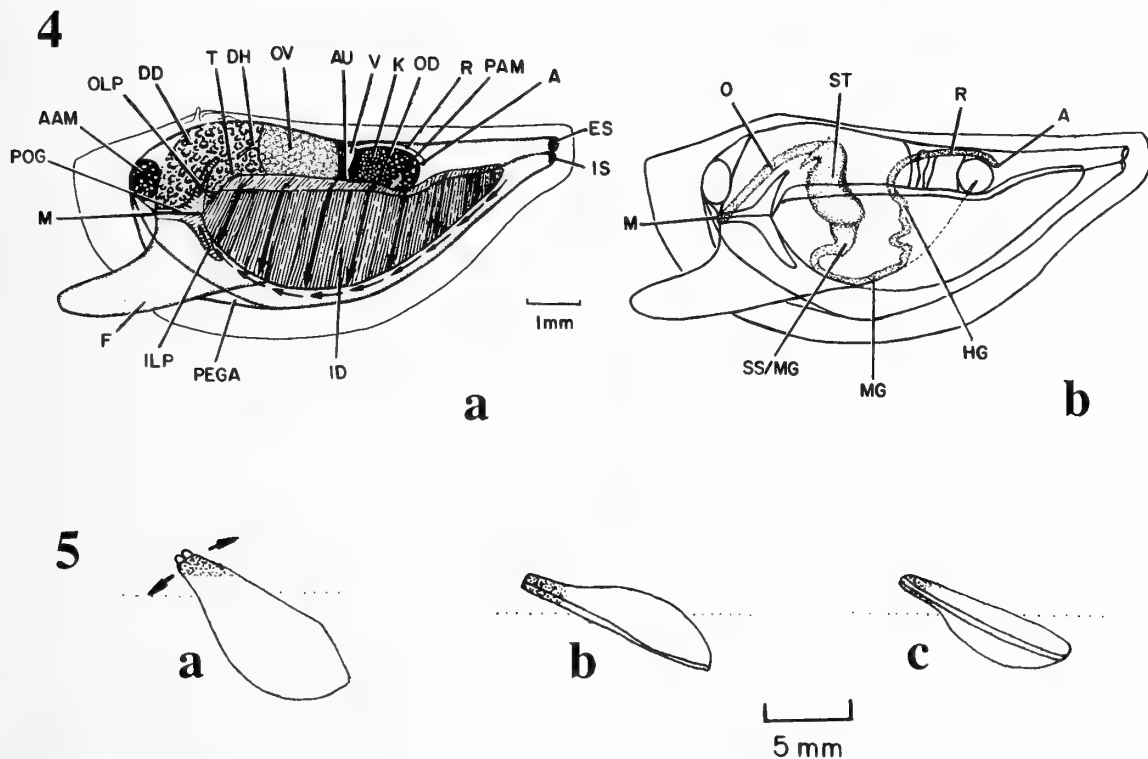 4
OLP DD T DH OV AU V K OD R PAM A
AAM
POG
M
ES
IS
F
ILP
PEGA
ID
1mm
a
O
ST
R
A
M
SS/MG
MG
HG
b
5
a
b
c
5 mm